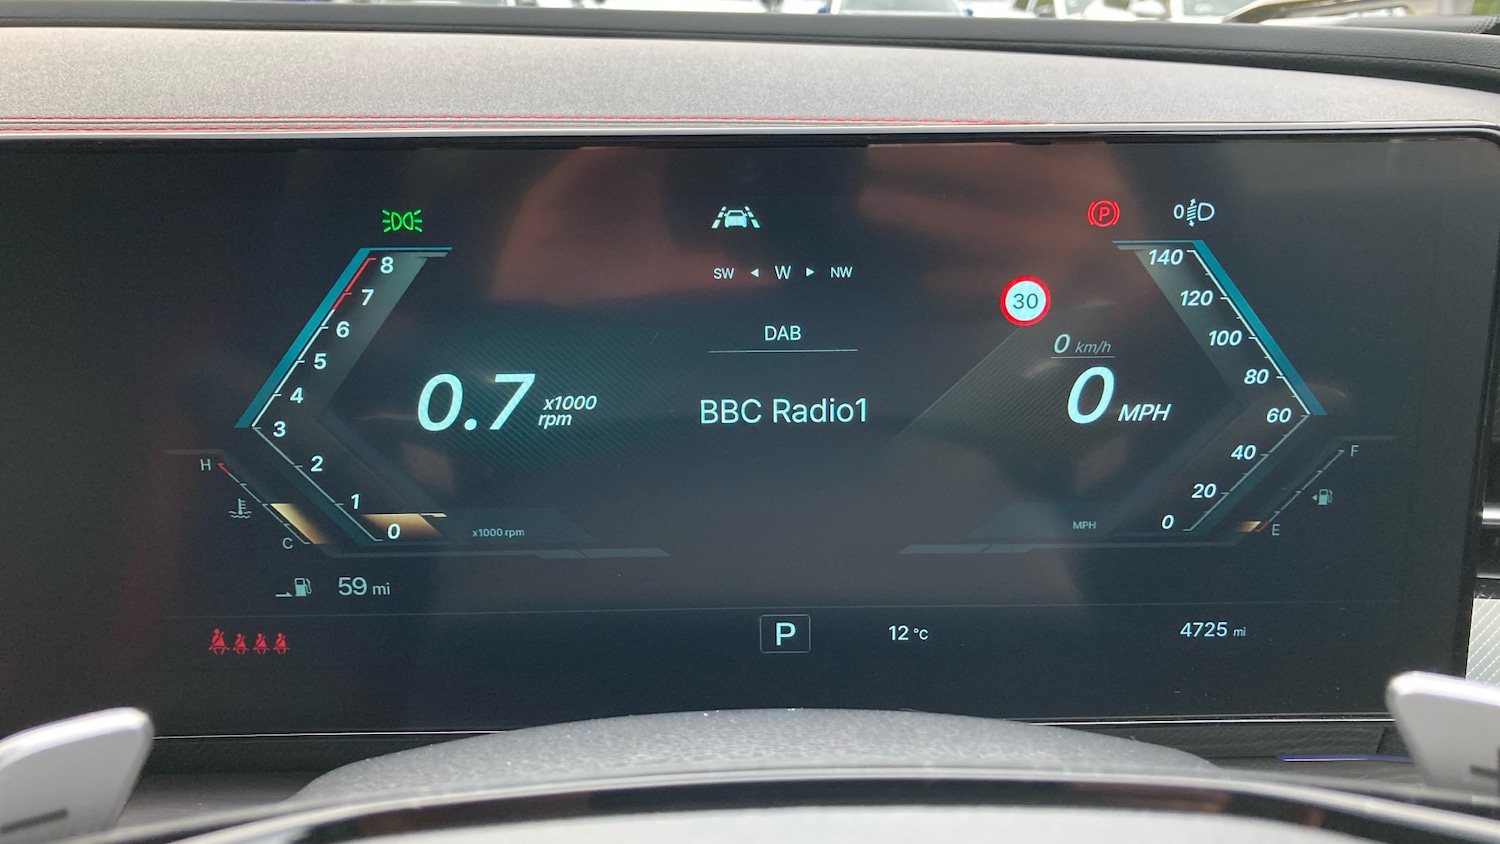 SW W NW
DAB
BBC Radio1
8
7
6
5
4
3
2
1
0
0.7 x1000
rpm
x1000 rpm
H
C
59 mi
P
0
30
0 km/h
0 MPH
140
120
100
80
60
40
20
0
MPH
F
E
P
12 °C
4725 mi